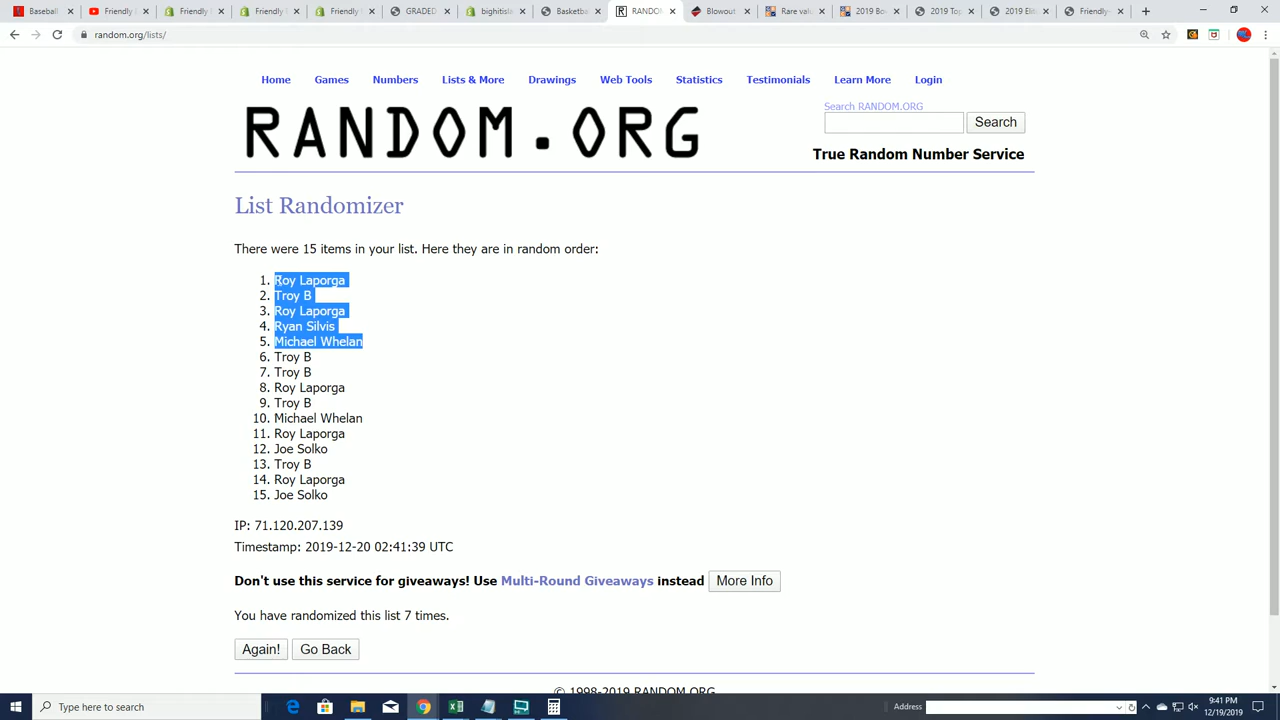 Baseball
Friendly
Friendly
Friendly
Friendly
GRADED
bightitsla
Basketba
RANDO
Blowout
Rare valu
2019 Bo
2019 Top
2019 Elit
Friendly-
random.org/lists/
Home Games Numbers Lists & More Drawings Web Tools Statistics Testimonials Learn More Login
RANDOM.ORG
Search RANDOM.ORG
Search
True Random Number Service
List Randomizer
There were 15 items in your list. Here they are in random order:
1. Roy Laporga
2. Troy B
3. Roy Laporga
4. Ryan Silvis
5. Michael Whelan
6. Troy B
7. Troy B
8. Roy Laporga
9. Troy B
10. Michael Whelan
11. Roy Laporga
12. Joe Solko
13. Troy B
14. Roy Laporga
15. Joe Solko
IP: 71.120.207.139
Timestamp: 2019-12-20 02:41:39 UTC
Don't use this service for giveaways! Use Multi-Round Giveaways instead More Info
You have randomized this list 7 times.
Again! Go Back
© 1998-2019 RANDOM.ORG
Type here to search
Address
9:41 PM
12/19/2019